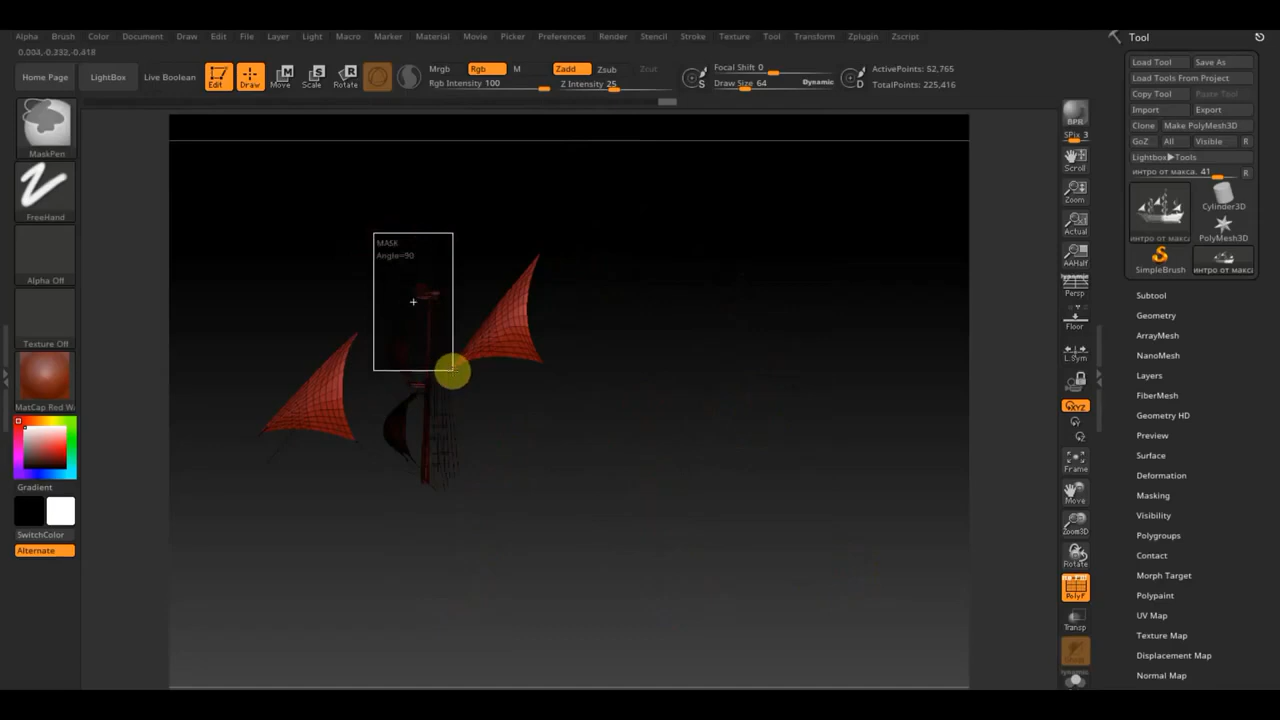 Alpha Brush Color Document Draw Edit File Layer Light Macro Marker Material Movie Picker Preferences Render Stencil Stroke Texture Tool Transform Zplugin Zscript
Tool
0.004,-0.232,-0.418
Home Page LightBox Live Boolean Edit Draw Move Scale Rotate
Mrgb Rgb M Zadd Zsub Zcut
Rgb Intensity 100 Z Intensity 25
Focal Shift 0
Draw Size 64 Dynamic
ActivePoints: 52,765
TotalPoints: 225,416
Load Tool Save As
Load Tools From Project
Copy Tool Paste Tool
Import Export
Clone Make PolyMesh3D
GoZ All Visible R
Lightbox▶Tools
интро от макса. 41 R
Cylinder3D
интро от макса PolyMesh3D
SimpleBrush интро от макса
MaskPen
FreeHand
Alpha Off
Texture Off
MatCap Red W
Gradient
SwitchColor
Alternate
MASK
Angle=90
BPR
SPix 3
Scroll
Zoom
Actual
AAHalf
dynamic
Persp
Floor
L.Sym
XYZ
Frame
Move
Zoom3D
Rotate
PolyF
Transp
dynamic
Subtool
Geometry
ArrayMesh
NanoMesh
Layers
FiberMesh
Geometry HD
Preview
Surface
Deformation
Masking
Visibility
Polygroups
Contact
Morph Target
Polypaint
UV Map
Texture Map
Displacement Map
Normal Map